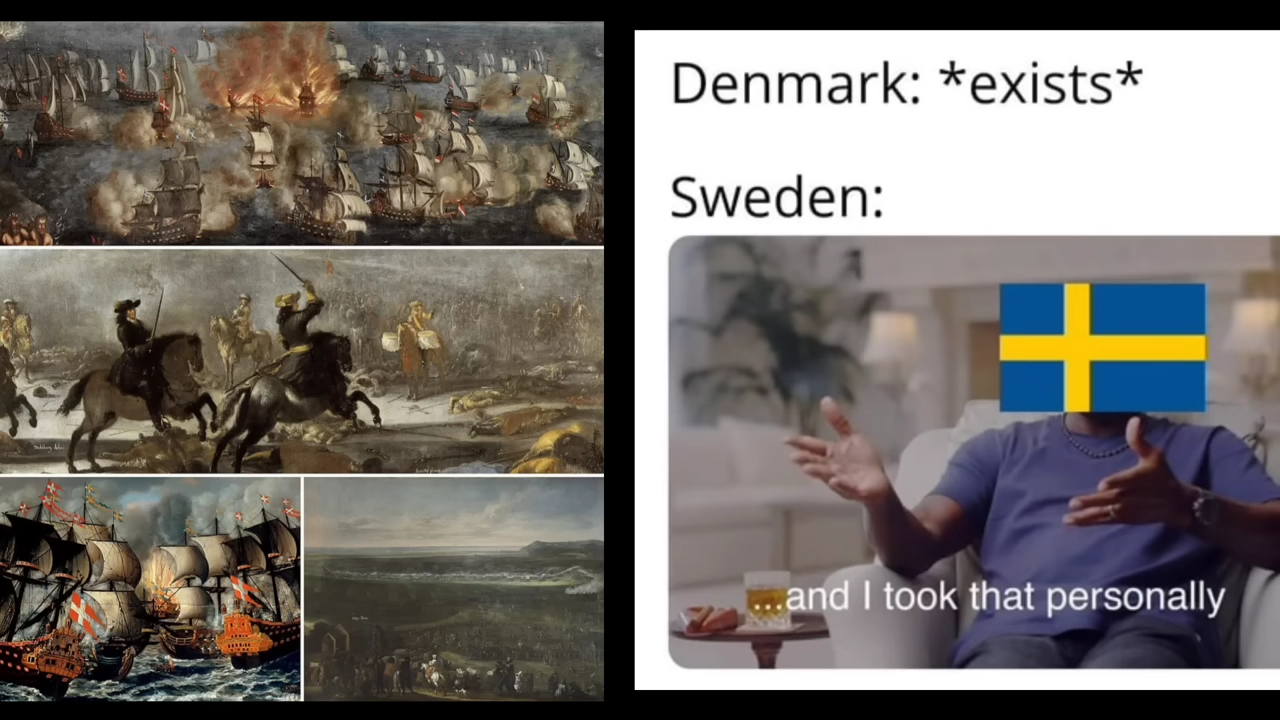 Denmark: *exists*
Sweden:
...and I took that personally